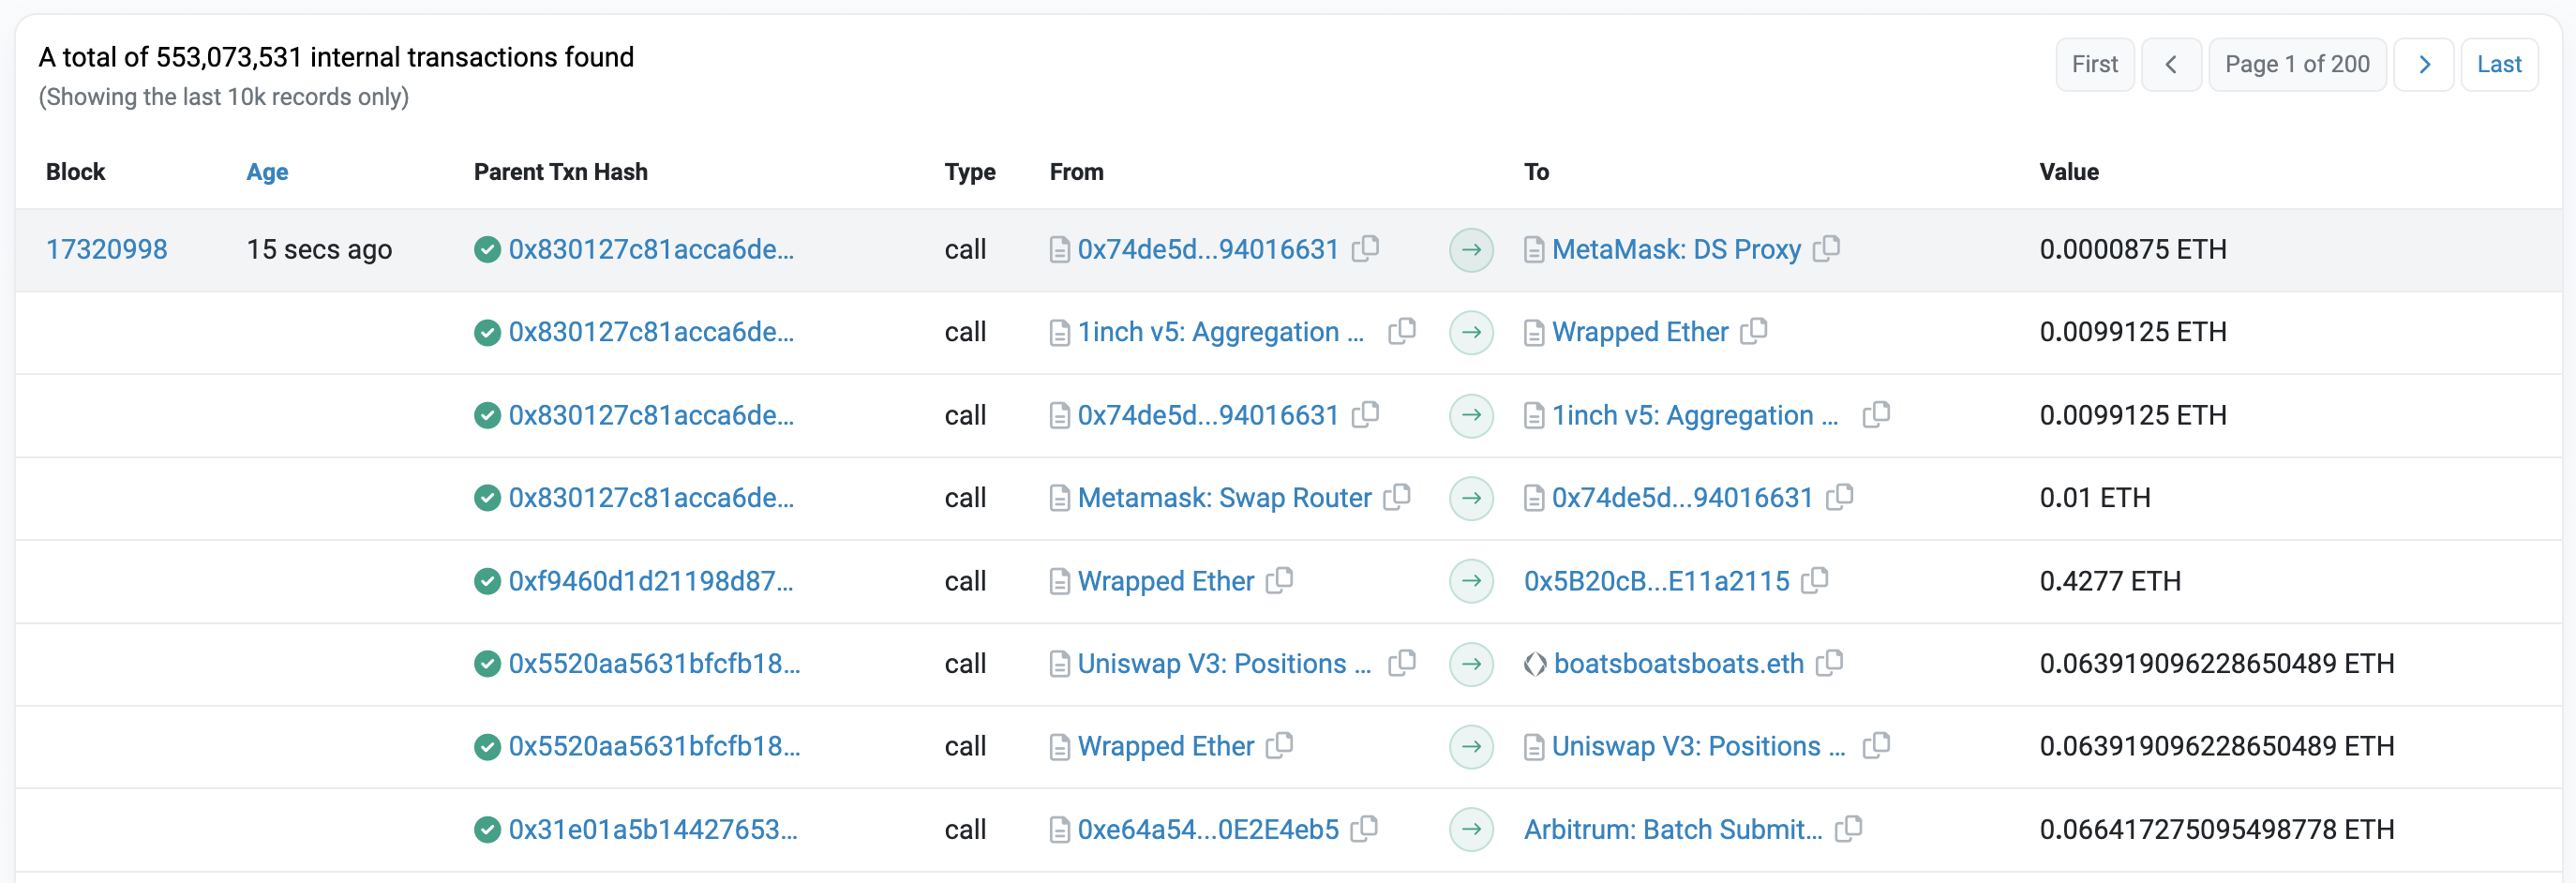 A total of 553,073,531 internal transactions found
(Showing the last 10k records only)
First Page 1 of 200 Last
Block Age Parent Txn Hash Type From To Value
17320998 15 secs ago 0x830127c81acca6de... call 0x74de5d...94016631 MetaMask: DS Proxy 0.0000875 ETH
0x830127c81acca6de... call 1inch v5: Aggregation ... Wrapped Ether 0.0099125 ETH
0x830127c81acca6de... call 0x74de5d...94016631 1inch v5: Aggregation ... 0.0099125 ETH
0x830127c81acca6de... call Metamask: Swap Router 0x74de5d...94016631 0.01 ETH
0xf9460d1d21198d87... call Wrapped Ether 0x5B20cB...E11a2115 0.4277 ETH
0x5520aa5631bfcfb18... call Uniswap V3: Positions ... boatsboatsboats.eth 0.063919096228650489 ETH
0x5520aa5631bfcfb18... call Wrapped Ether Uniswap V3: Positions ... 0.063919096228650489 ETH
0x31e01a5b14427653... call 0xe64a54...0E2E4eb5 Arbitrum: Batch Submit... 0.066417275095498778 ETH